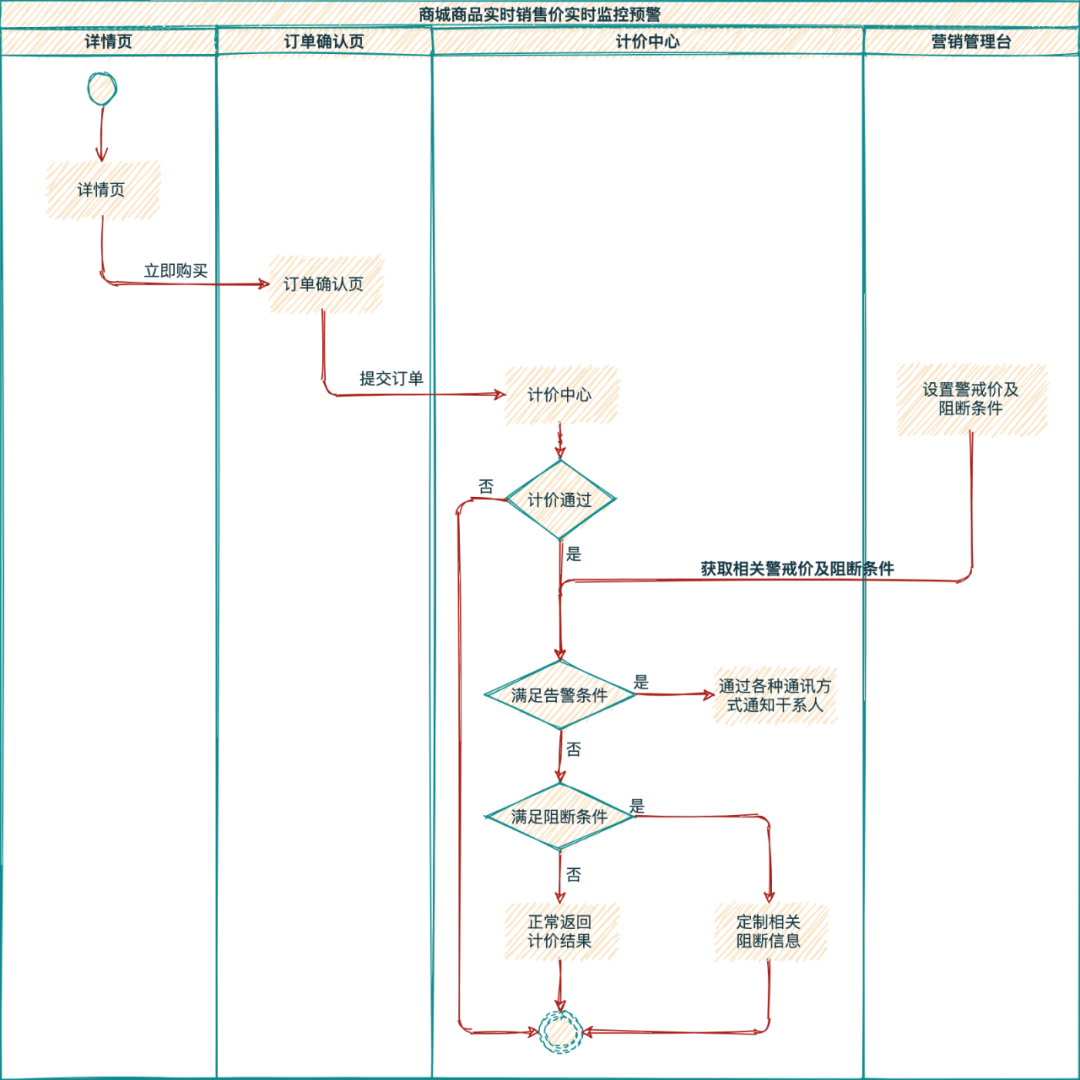 商城商品实时销售价实时监控预警
详情页
订单确认页
计价中心
营销管理台
详情页
立即购买
订单确认页
提交订单
计价中心
设置警戒价及
阻断条件
计价通过
否
是
获取相关警戒价及阻断条件
满足告警条件
是
通过各种通讯方
式通知干系人
否
满足阻断条件
是
否
正常返回
计价结果
定制相关
阻断信息